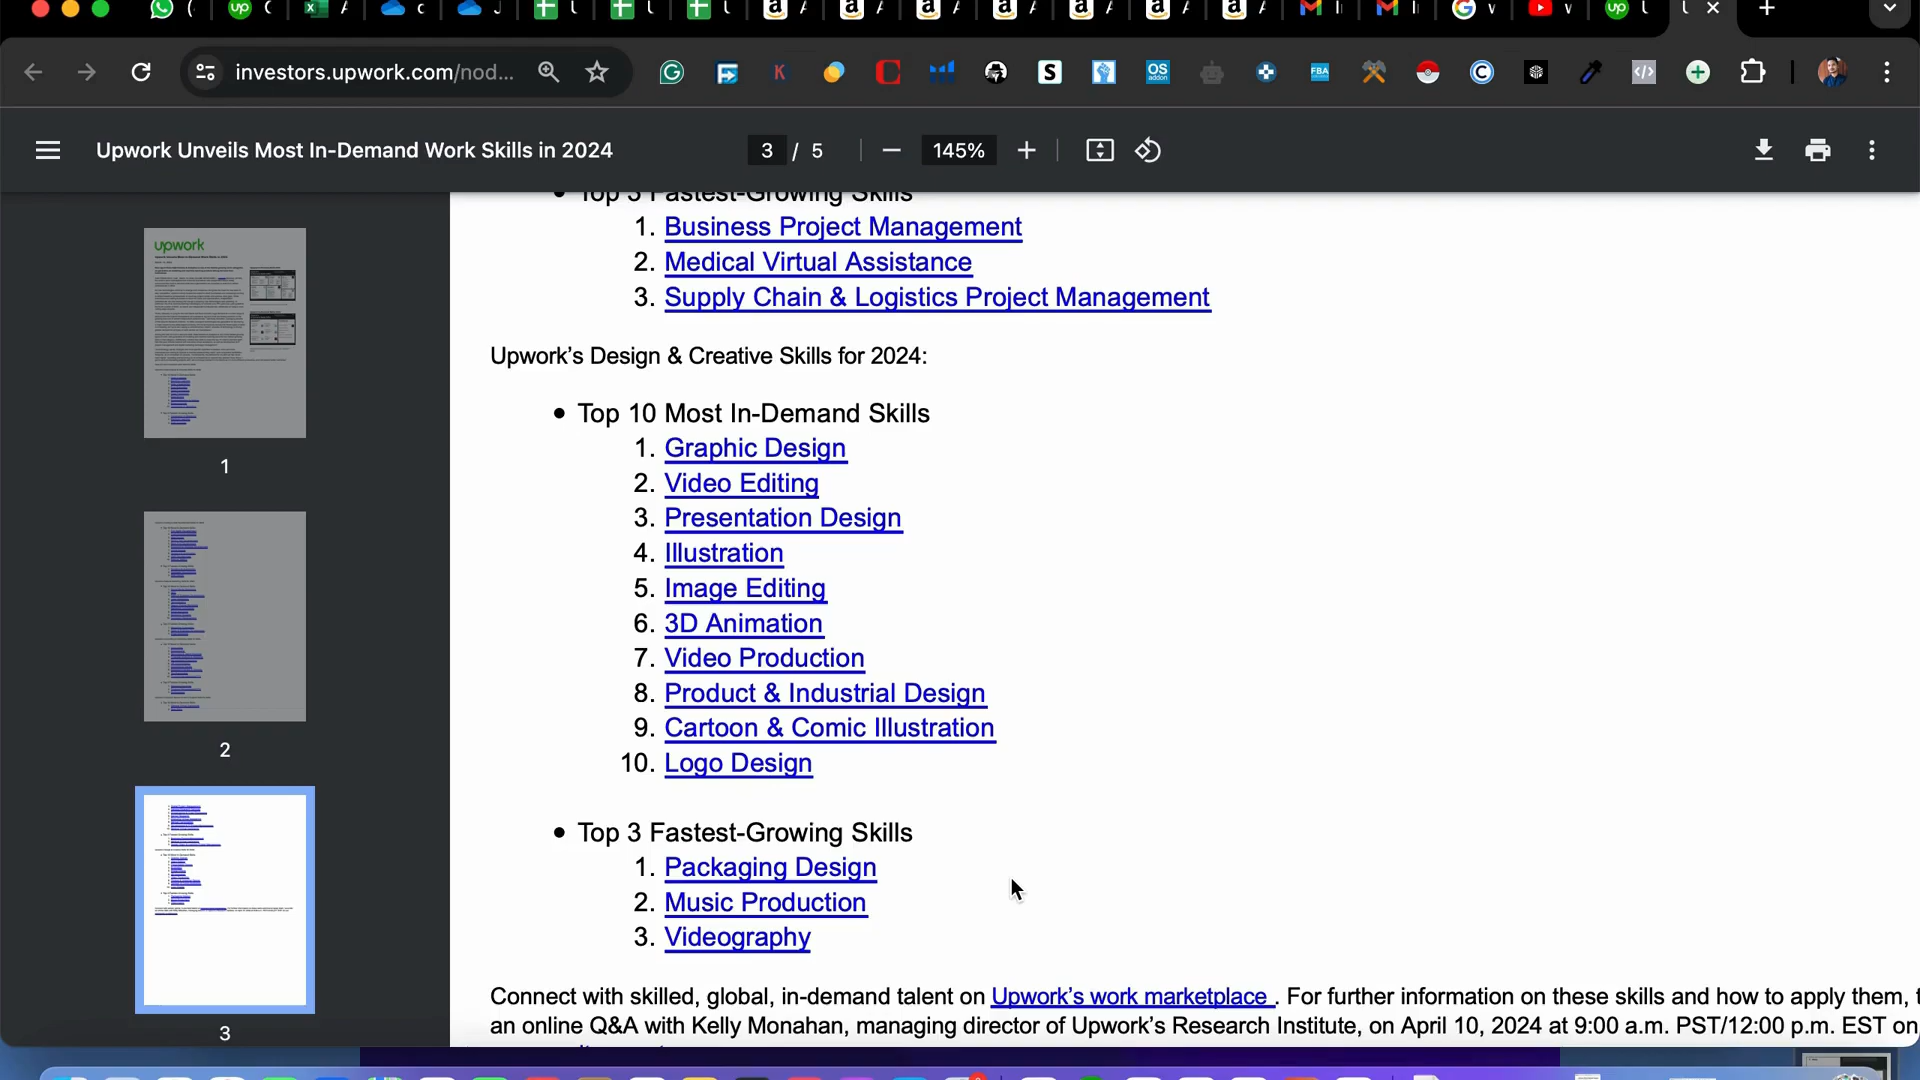 investors.upwork.com/nod...
Upwork Unveils Most In-Demand Work Skills in 2024
3 / 5
145%
Top 3 Fastest-Growing Skills
1. Business Project Management
2. Medical Virtual Assistance
3. Supply Chain & Logistics Project Management
Upwork’s Design & Creative Skills for 2024:
Top 10 Most In-Demand Skills
1. Graphic Design
2. Video Editing
3. Presentation Design
4. Illustration
5. Image Editing
6. 3D Animation
7. Video Production
8. Product & Industrial Design
9. Cartoon & Comic Illustration
10. Logo Design
Top 3 Fastest-Growing Skills
1. Packaging Design
2. Music Production
3. Videography
Connect with skilled, global, in-demand talent on Upwork’s work marketplace . For further information on these skills and how to apply them,
an online Q&A with Kelly Monahan, managing director of Upwork’s Research Institute, on April 10, 2024 at 9:00 a.m. PST/12:00 p.m. EST on
upwork
1
2
3